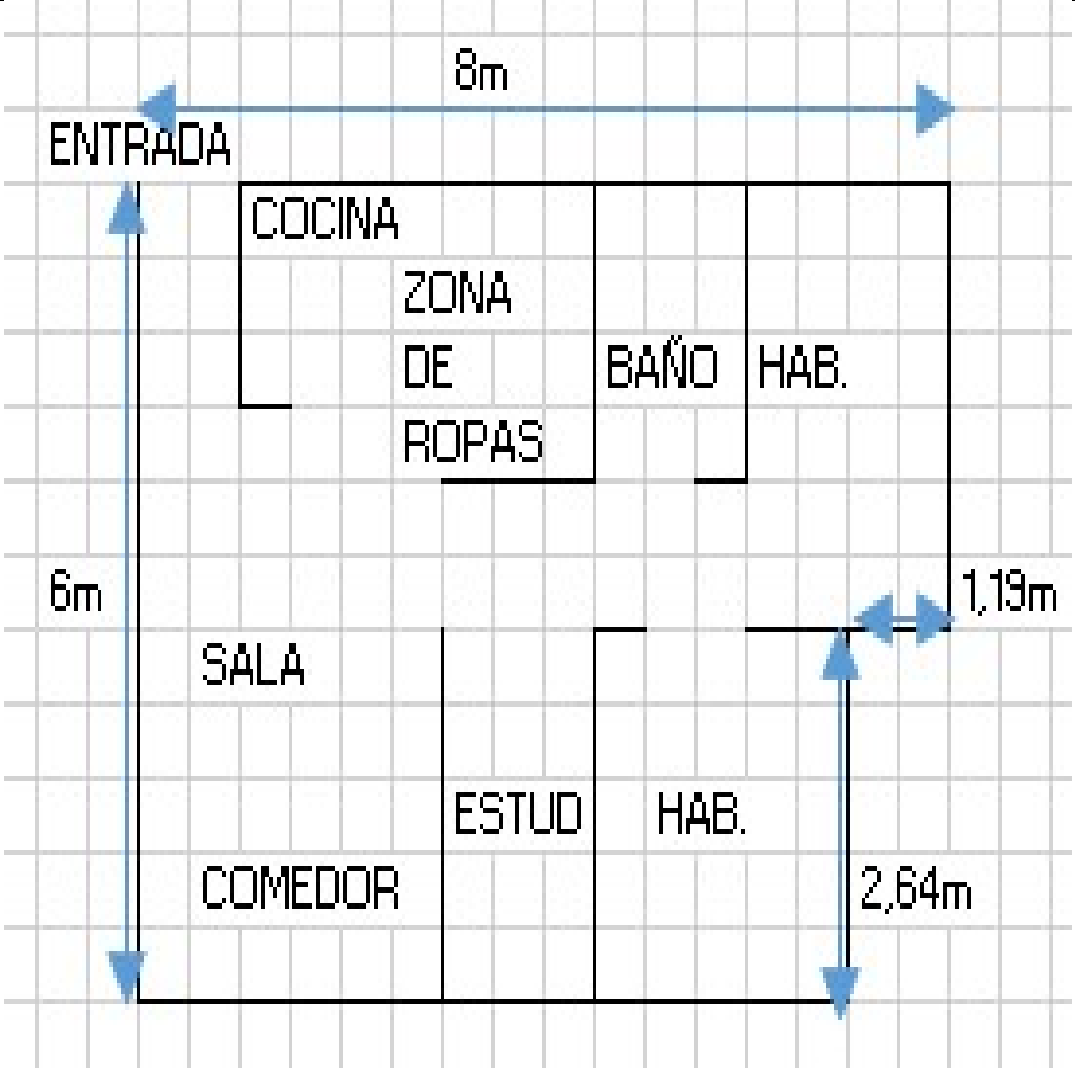 8m
ENTRADA
COCINA
ZONA
DE
BAÑO
HAB.
ROPAS
6m
1,19m
SALA
ESTUD
HAB.
COMEDOR
2,64m